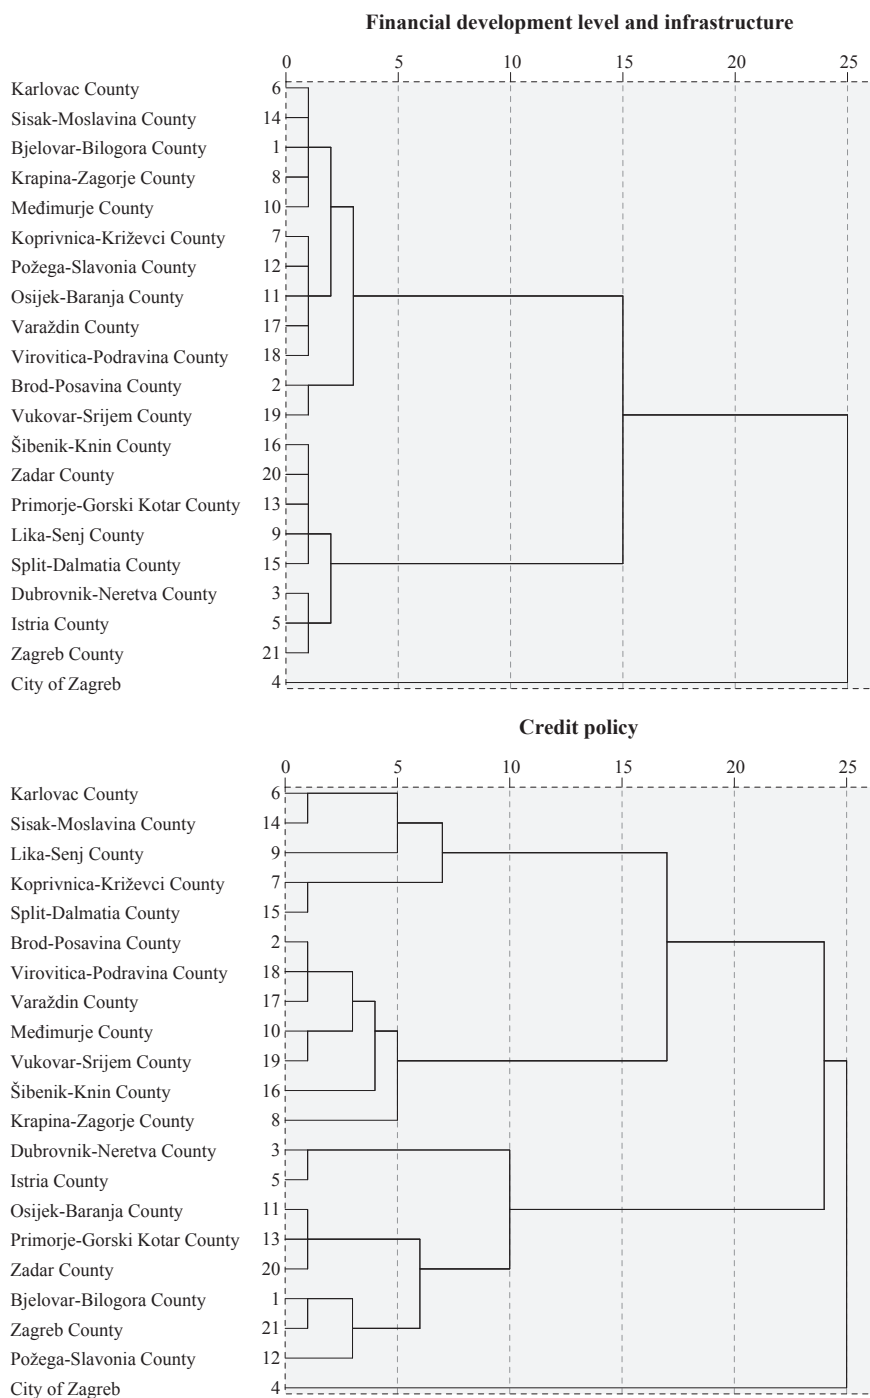 Financial development level and infrastructure
0 5 10 15 20 25
Karlovac County 6
Sisak-Moslavina County 14
Bjelovar-Bilogora County 1
Krapina-Zagorje County 8
Međimurje County 10
Koprivnica-Križevci County 7
Požega-Slavonia County 12
Osijek-Baranja County 11
Varaždin County 17
Virovitica-Podravina County 18
Brod-Posavina County 2
Vukovar-Srijem County 19
Šibenik-Knin County 16
Zadar County 20
Primorje-Gorski Kotar County 13
Lika-Senj County 9
Split-Dalmatia County 15
Dubrovnik-Neretva County 3
Istria County 5
Zagreb County 21
City of Zagreb 4
Credit policy
0 5 10 15 20 25
Karlovac County 6
Sisak-Moslavina County 14
Lika-Senj County 9
Koprivnica-Križevci County 7
Split-Dalmatia County 15
Brod-Posavina County 2
Virovitica-Podravina County 18
Varaždin County 17
Međimurje County 10
Vukovar-Srijem County 19
Šibenik-Knin County 16
Krapina-Zagorje County 8
Dubrovnik-Neretva County 3
Istria County 5
Osijek-Baranja County 11
Primorje-Gorski Kotar County 13
Zadar County 20
Bjelovar-Bilogora County 1
Zagreb County 21
Požega-Slavonia County 12
City of Zagreb 4